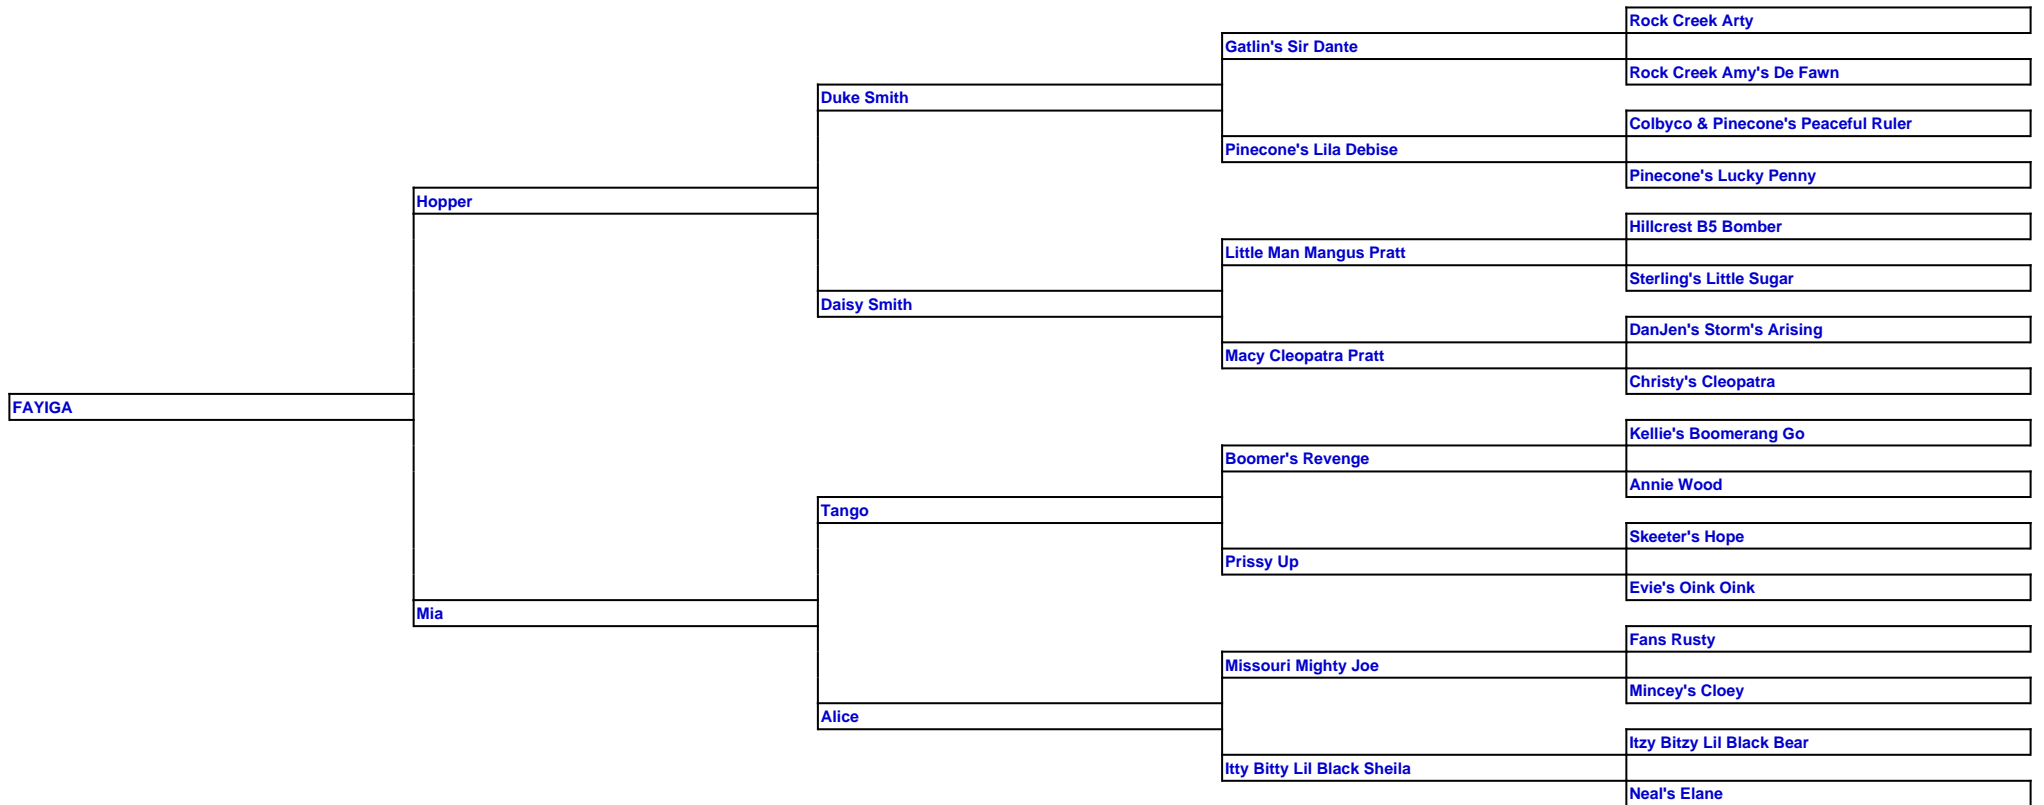 Rock Creek Arty
Gatlin's Sir Dante
Rock Creek Amy's De Fawn
Duke Smith
Colbyco & Pinecone's Peaceful Ruler
Pinecone's Lila Debise
Pinecone's Lucky Penny
Hopper
Hillcrest B5 Bomber
Little Man Mangus Pratt
Sterling's Little Sugar
Daisy Smith
DanJen's Storm's Arising
Macy Cleopatra Pratt
Christy's Cleopatra
FAYIGA
Kellie's Boomerang Go
Boomer's Revenge
Annie Wood
Tango
Skeeter's Hope
Prissy Up
Evie's Oink Oink
Mia
Fans Rusty
Missouri Mighty Joe
Mincey's Cloey
Alice
Itzy Bitzy Lil Black Bear
Itty Bitty Lil Black Sheila
Neal's Elane